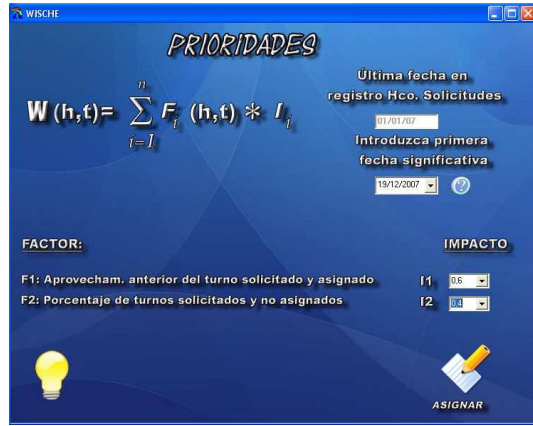 WISCHE
PRIORIDADES
W (h,t)= n ∑ i=1 F i (h,t) * I i
Última fecha en
registro Hco. Solicitudes
01/01/07
Introduzca primera
fecha significativa
19/12/2007
?
FACTOR:
IMPACTO
F1: Aprovecham. anterior del turno solicitado y asignado
I1 0,6
F2: Porcentaje de turnos solicitados y no asignados
I2 0,4
ASIGNAR